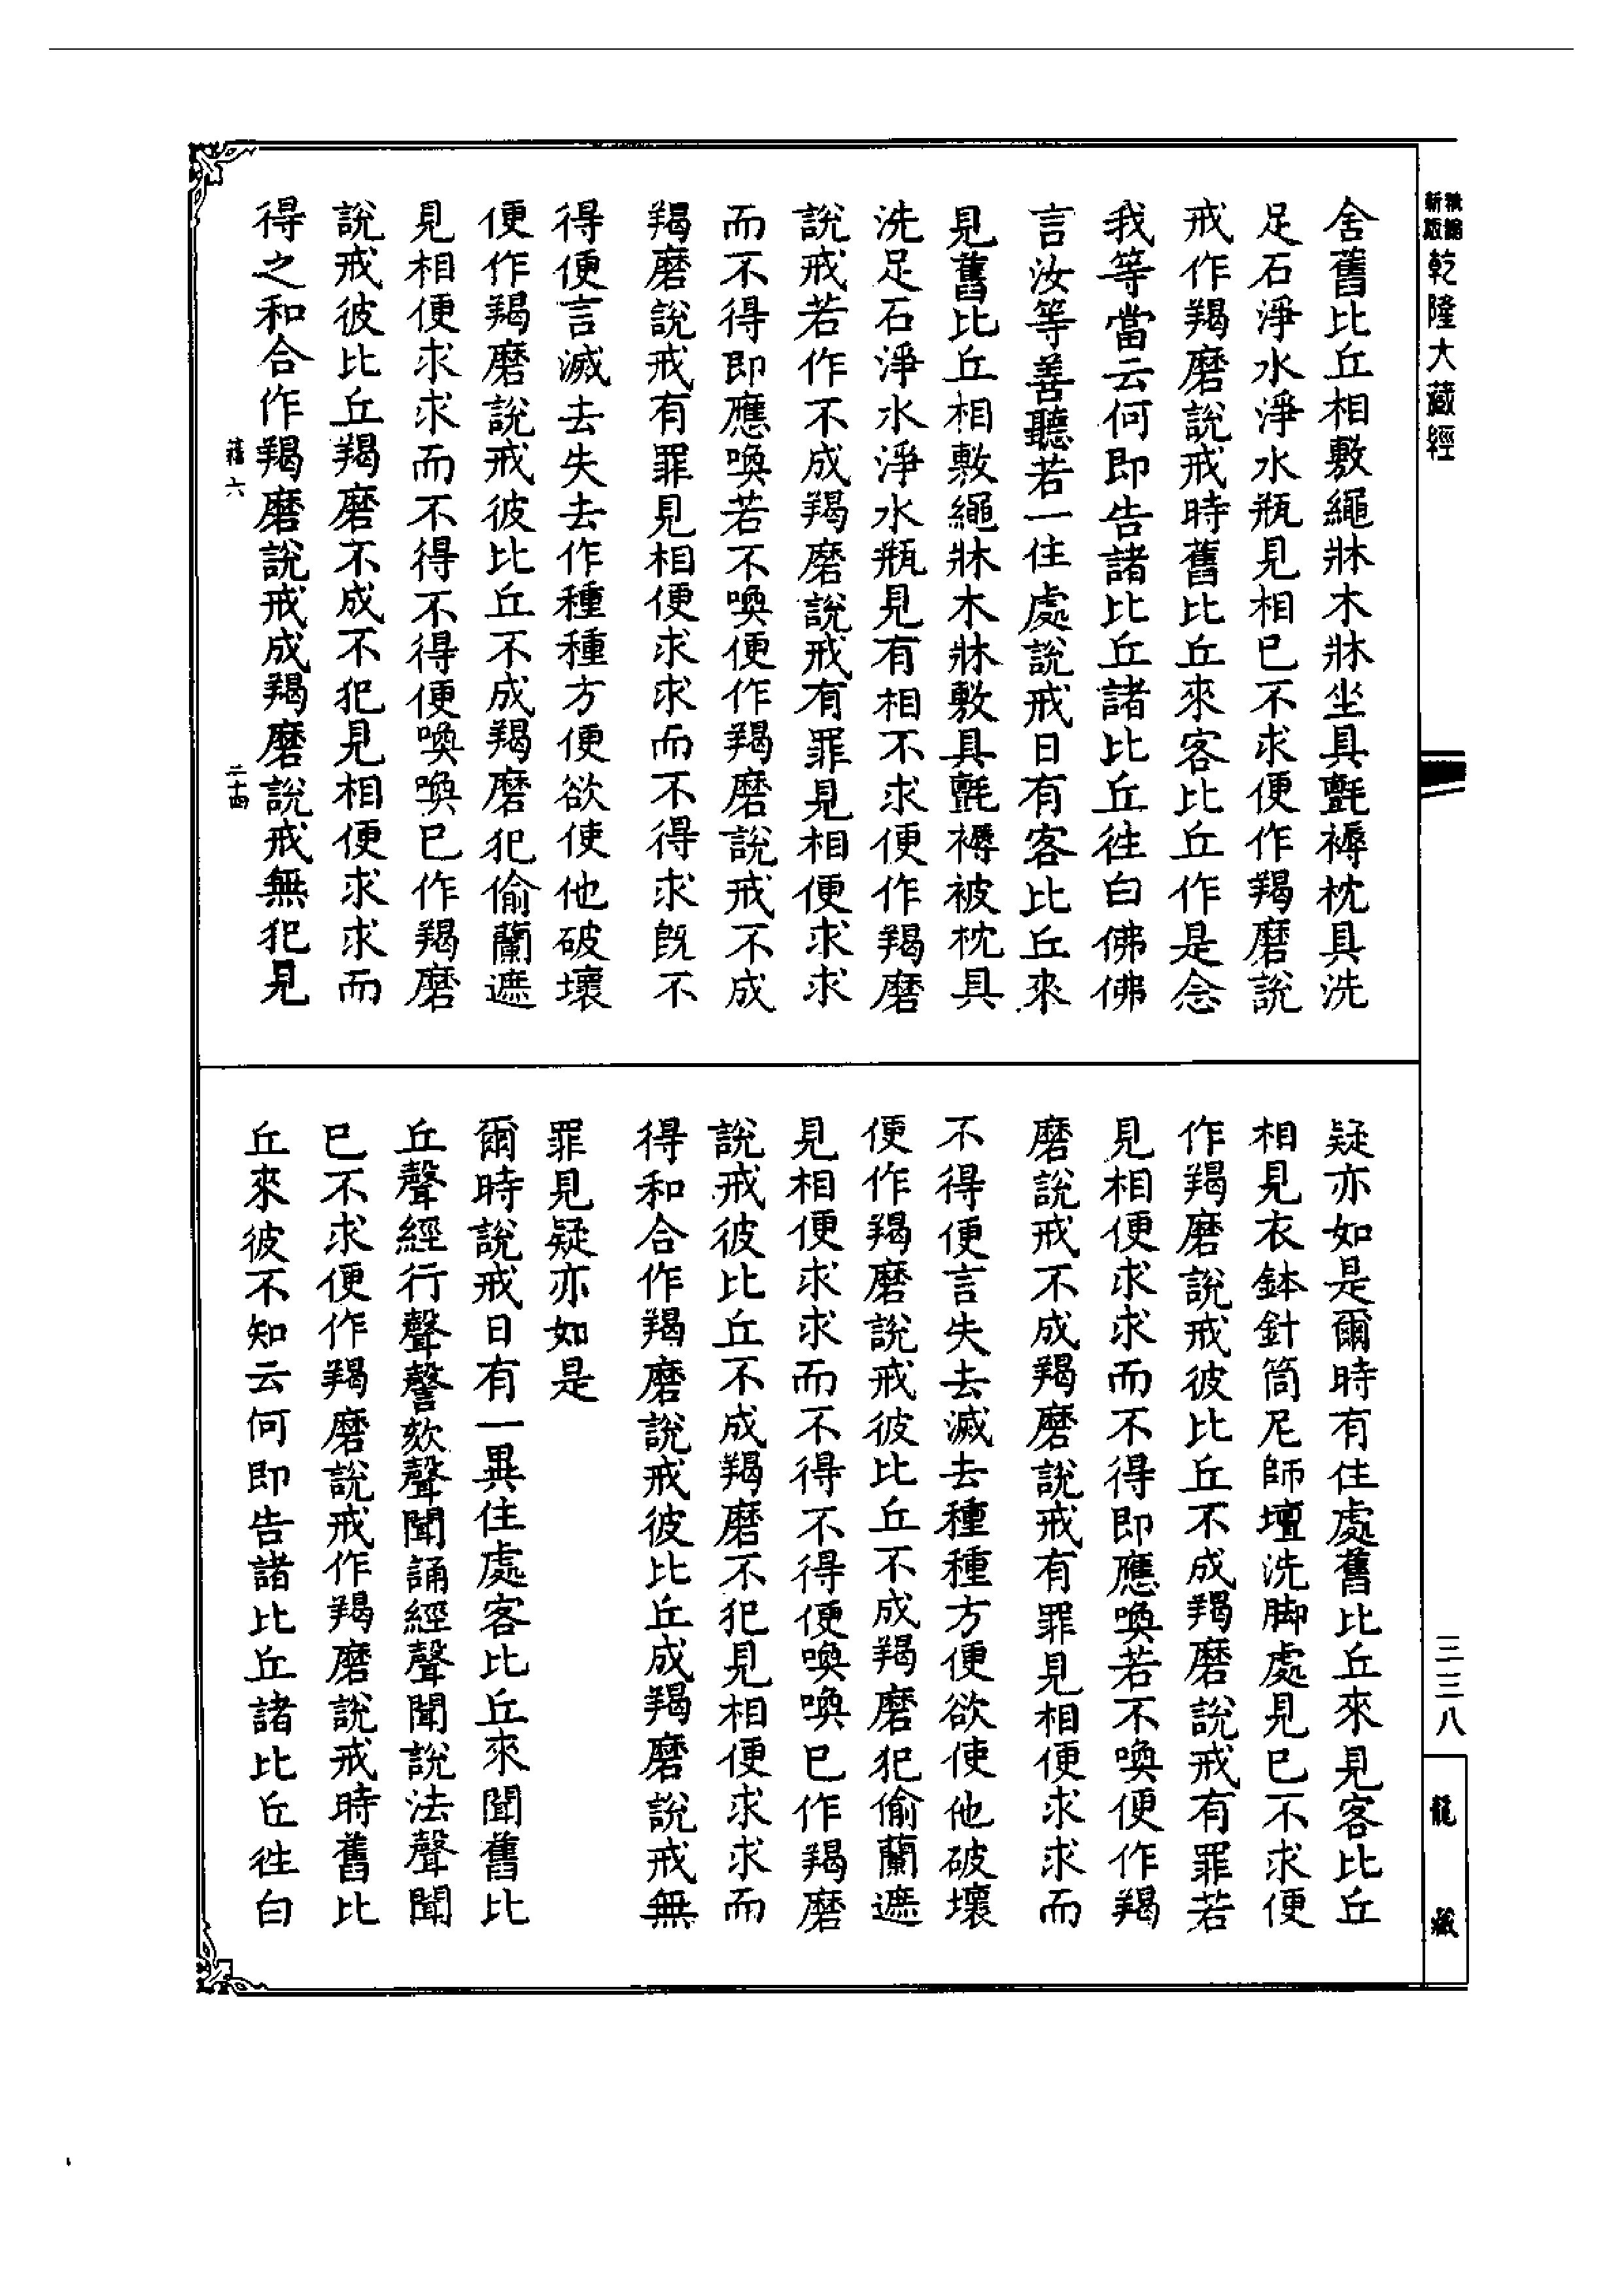 新版
乾隆大藏經
舍舊比丘相敷繩牀木牀坐具氈褥枕具洗
足石淨水淨水瓶見相已不求便作羯磨說
戒作羯磨說戒時舊比丘來客比丘作是念
我等當云何即告諸比丘諸比丘徃白佛佛
言汝等善聽若一住處說戒日有客比丘來
見舊比丘相敷繩牀木牀敷具氈褥被枕具
洗足石淨水淨水瓶見有相不求便作羯磨
說戒若作不成羯磨說戒有罪見相便求求
而不得即應喚若不喚便作羯磨說戒不成
羯磨說戒有罪見相便求求而不得求既不
得便言滅去失去作種種方便欲使他破壞
便作羯磨說戒彼比丘不成羯磨犯偷蘭遮
見相便求求而不得不得便喚喚已作羯磨
說戒彼比丘羯磨不成不犯見相便求求而
得之和合作羯磨說戒成羯磨說戒無犯見
六
二十四
疑亦如是爾時有住處舊比丘來見客比丘
相見衣鉢針筒尼師壇洗脚處見已不求便
作羯磨說戒彼比丘不成羯磨說戒有罪若
見相便求求而不得即應喚若不喚便作羯
磨說戒不成羯磨說戒有罪見相便求求而
不得便言失去滅去種種方便欲使他破壞
便作羯磨說戒彼比丘不成羯磨犯偷蘭遮
見相便求求而不得不得便喚喚已作羯磨
說戒彼比丘不成羯磨不犯見相便求求而
得和合作羯磨說戒彼比丘成羯磨說戒無
罪見疑亦如是
爾時說戒日有一異住處客比丘來聞舊比
丘聲經行聲謦欬聲聞誦經聲聞說法聲聞
已不求便作羯磨說戒作羯磨說戒時舊比
丘來彼不知云何即告諸比丘諸比丘徃白
三三八
龍藏